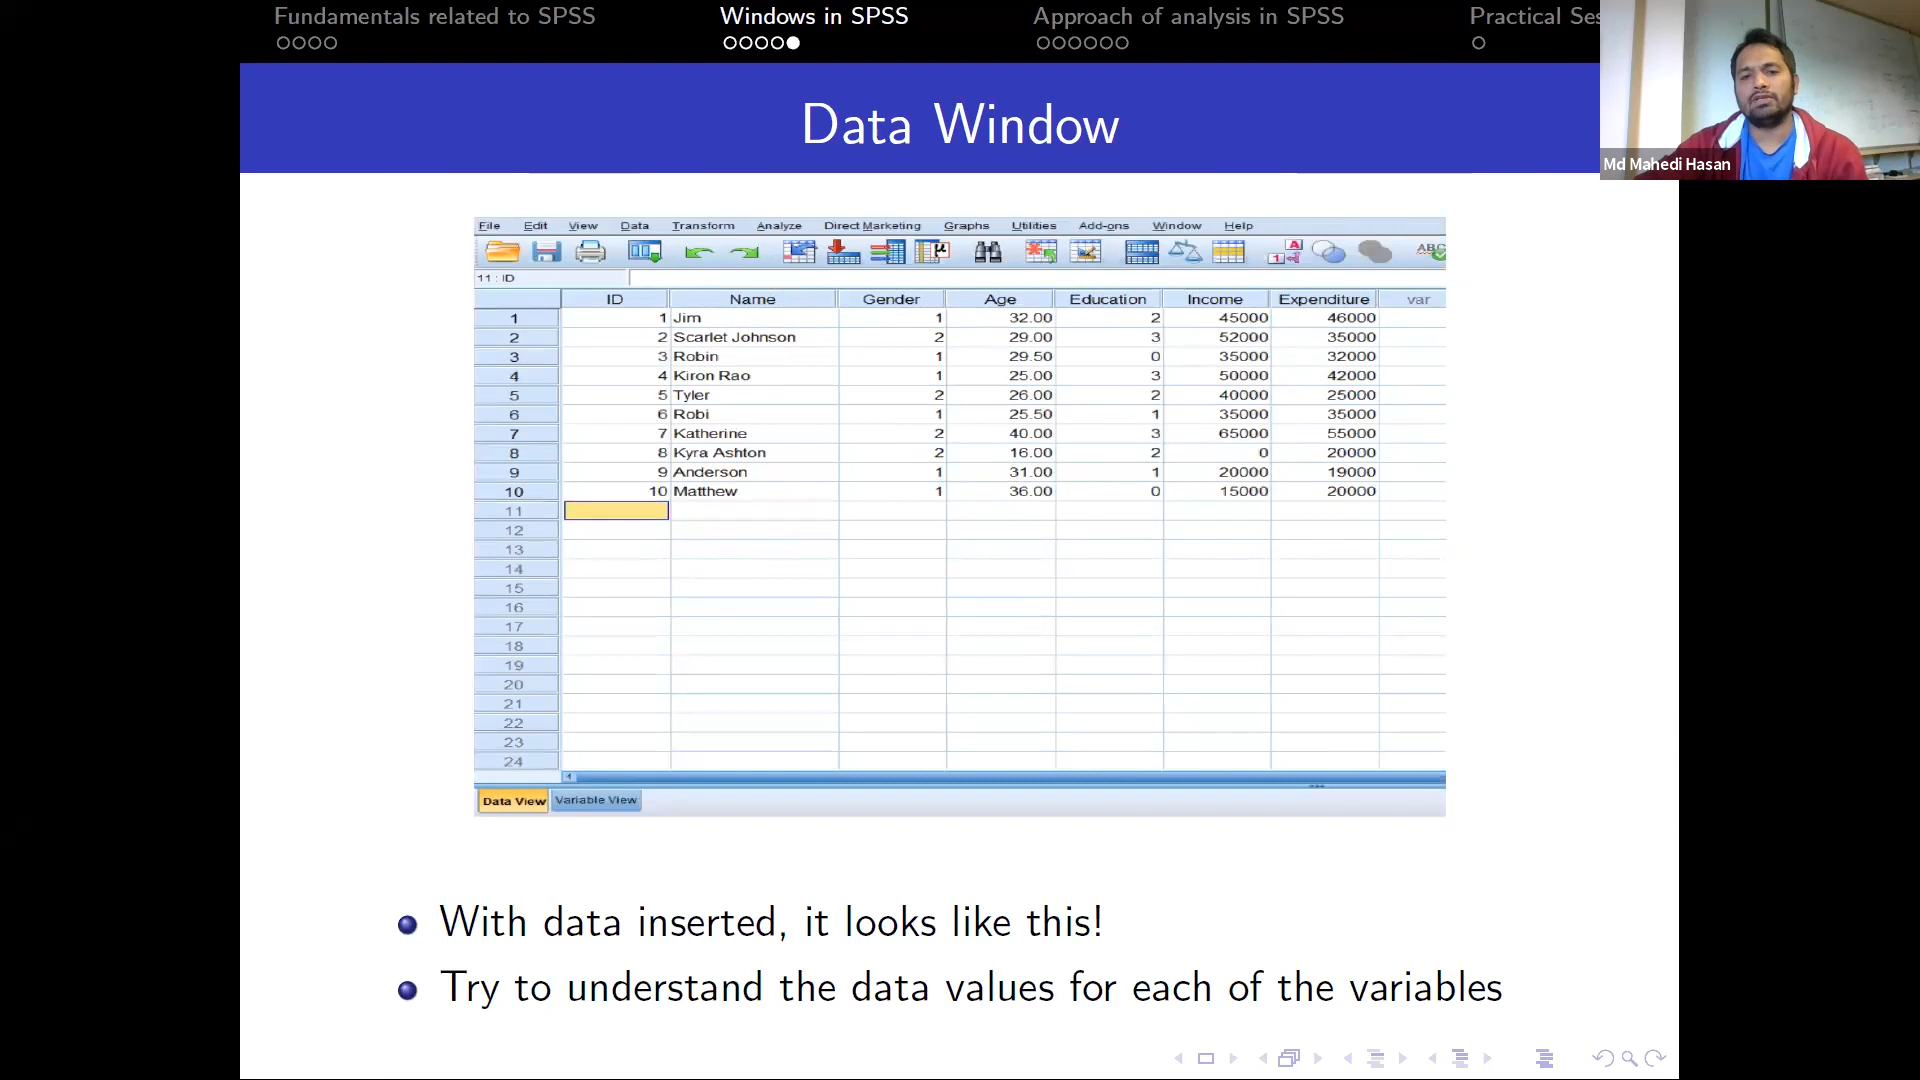 Fundamentals related to SPSS Windows in SPSS Approach of analysis in SPSS Practical Ses
Md Mahedi Hasan
Data Window
File Edit View Data Transform Analyze Direct Marketing Graphs Utilities Add-ons Window Help
11 : ID
ID Name Gender Age Education Income Expenditure var
1 1 Jim 1 32.00 2 45000 46000
2 2 Scarlet Johnson 2 29.00 3 52000 35000
3 3 Robin 1 29.50 0 35000 32000
4 4 Kiron Rao 1 25.00 3 50000 42000
5 5 Tyler 2 26.00 2 40000 25000
6 6 Robi 1 25.50 1 35000 35000
7 7 Katherine 2 40.00 3 65000 55000
8 8 Kyra Ashton 2 16.00 2 0 20000
9 9 Anderson 1 31.00 1 20000 19000
10 10 Matthew 1 36.00 0 15000 20000
11
12
13
14
15
16
17
18
19
20
21
22
23
24
Data View Variable View
With data inserted, it looks like this!
Try to understand the data values for each of the variables